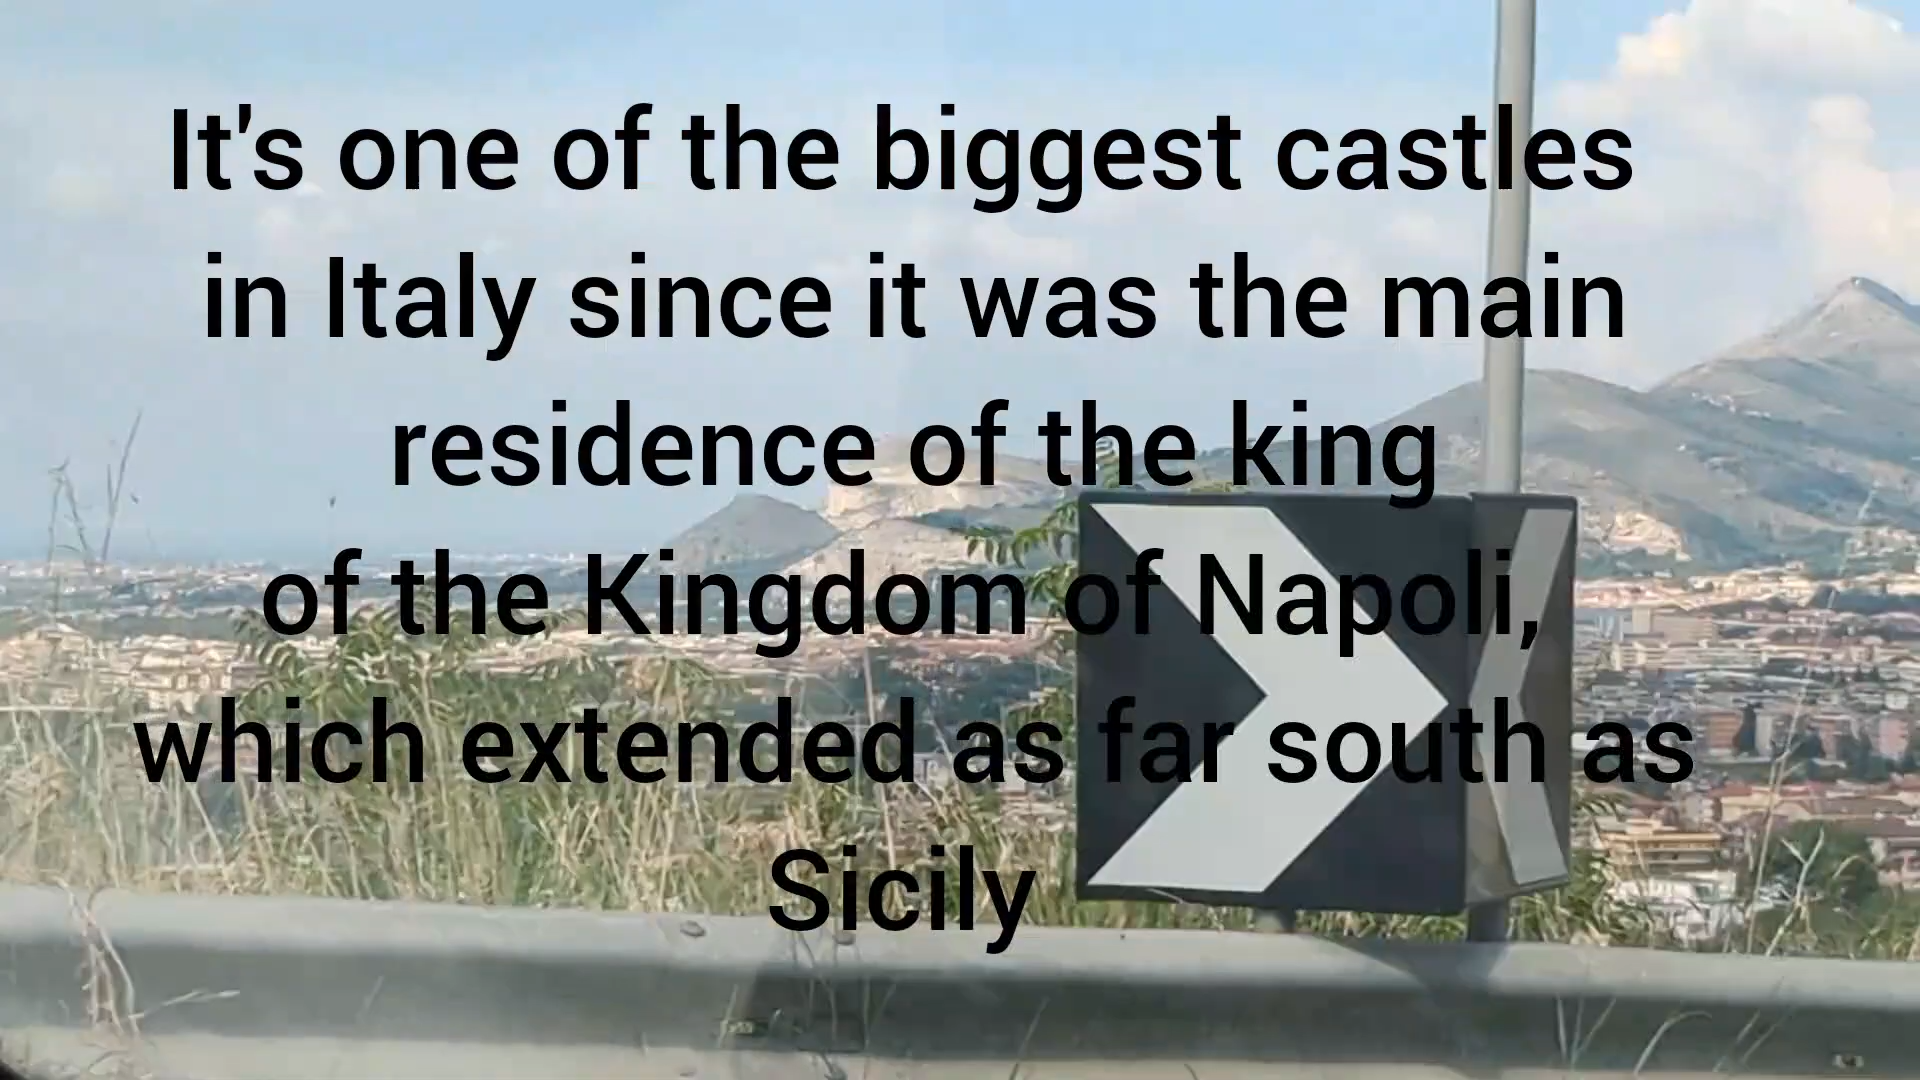 It's one of the biggest castles
in Italy since it was the main
residence of the king
of the Kingdom of Napoli,
which extended as far south as
Sicily